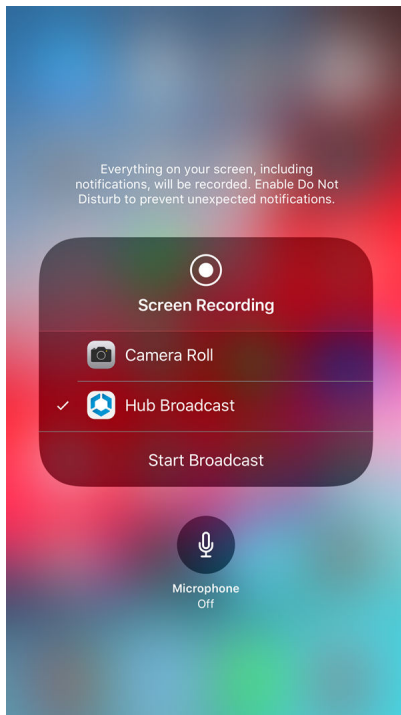 Everything on your screen, including
notifications, will be recorded. Enable Do Not
Disturb to prevent unexpected notifications.
Screen Recording
Camera Roll
Hub Broadcast
Start Broadcast
Microphone
Off